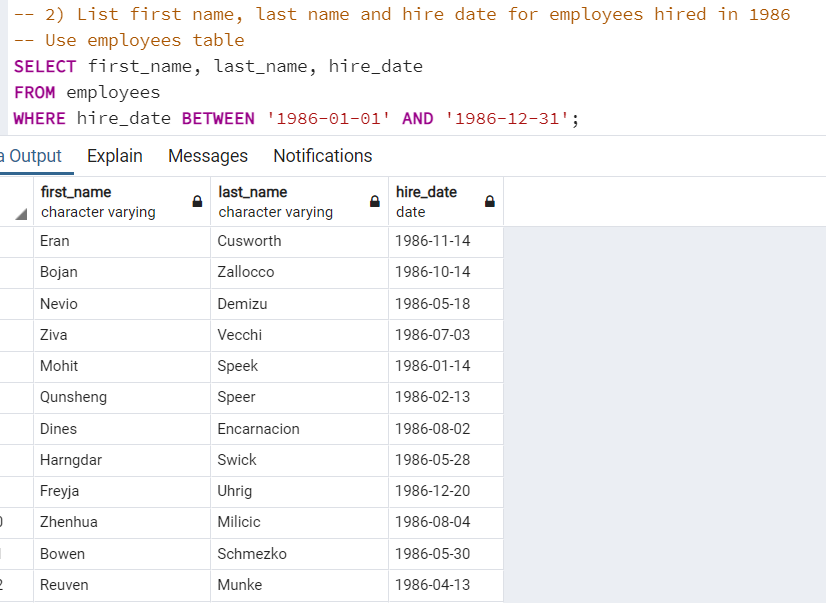 -- 2) List first name, last name and hire date for employees hired in 1986
-- Use employees table
SELECT first_name, last_name, hire_date
FROM employees
WHERE hire_date BETWEEN '1986-01-01' AND '1986-12-31';
a Output Explain Messages Notifications
first_name last_name hire_date
character varying character varying date
Eran Cusworth 1986-11-14
Bojan Zallocco 1986-10-14
Nevio Demizu 1986-05-18
Ziva Vecchi 1986-07-03
Mohit Speek 1986-01-14
Qunsheng Speer 1986-02-13
Dines Encarnacion 1986-08-02
Harngdar Swick 1986-05-28
Freyja Uhrig 1986-12-20
Zhenhua Milicic 1986-08-04
Bowen Schmezko 1986-05-30
2 Reuven Munke 1986-04-13